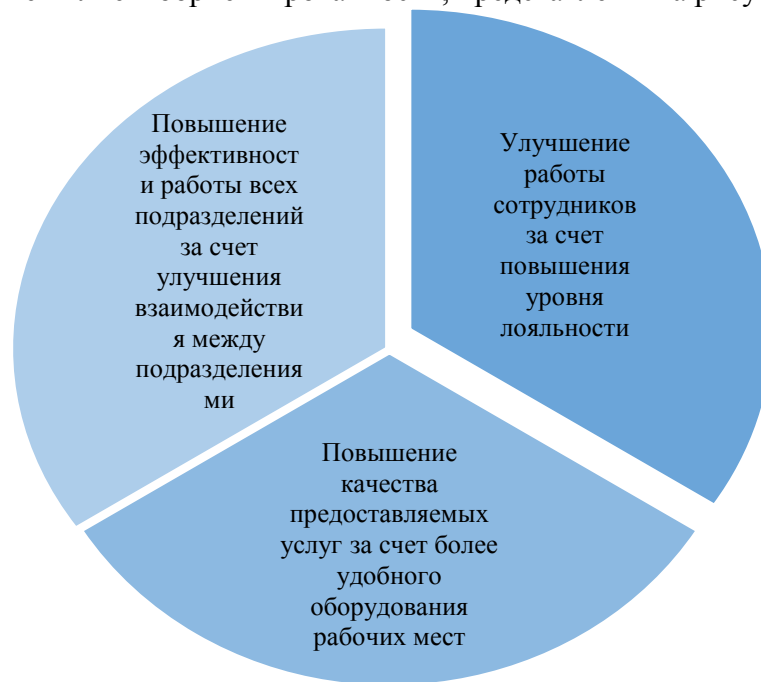 Повышение
эффективност
и работы всех
подразделений
за счет
улучшения
взаимодействи
я между
подразделения
ми
Улучшение
работы
сотрудников
за счет
повышения
уровня
лояльности
Повышение
качества
предоставляемых
услуг за счет более
удобного
оборудования
рабочих мест